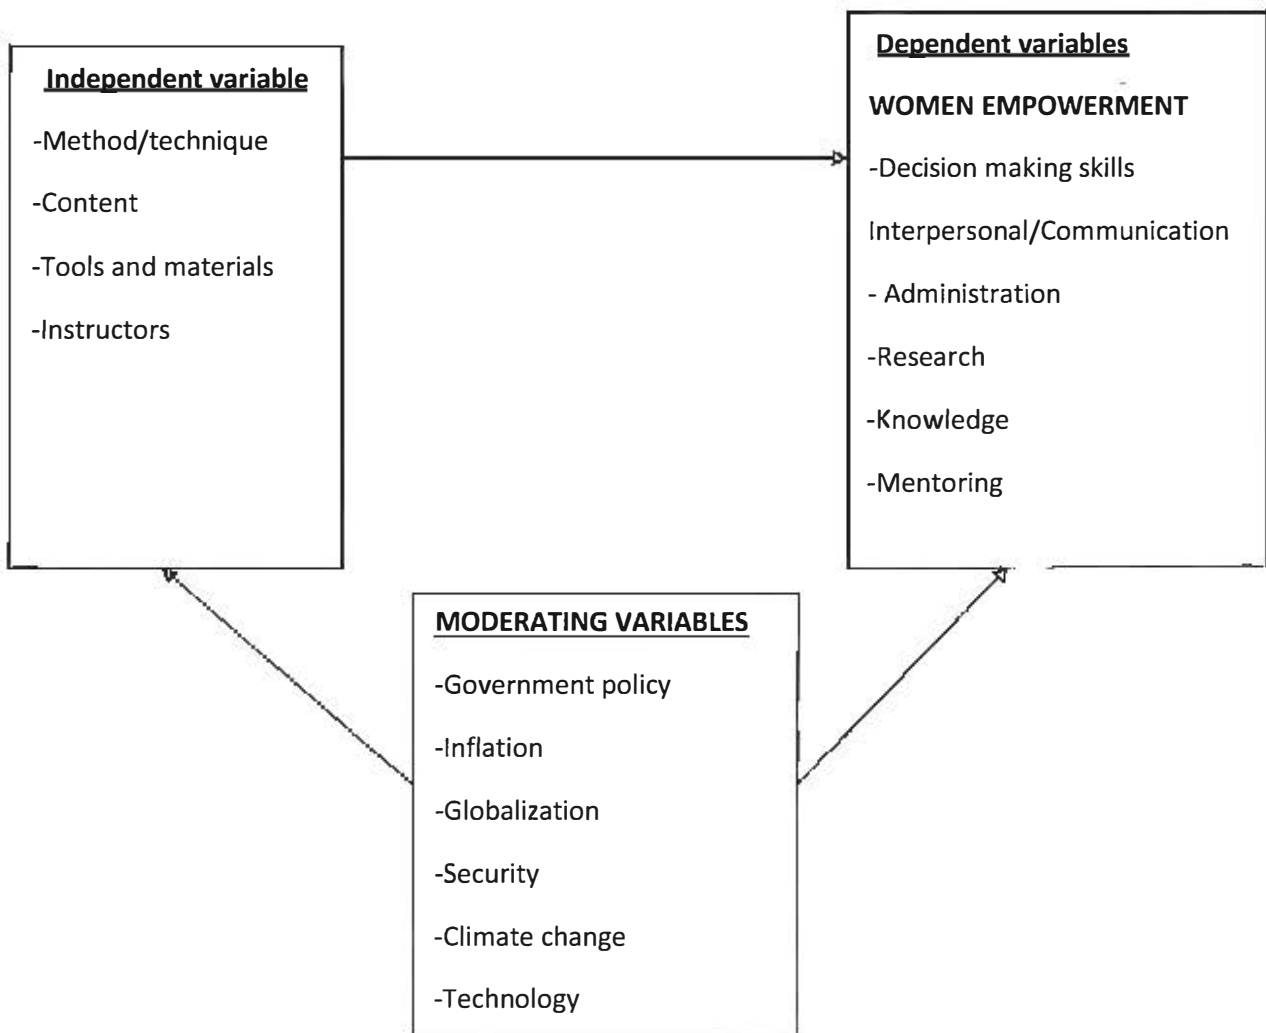 Independent variable
-Method/technique
-Content
-Tools and materials
-Instructors
Dependent variables
WOMEN EMPOWERMENT
-Decision making skills
Interpersonal/Communication
- Administration
-Research
-Knowledge
-Mentoring
MODERATING VARIABLES
-Government policy
-Inflation
-Globalization
-Security
-Climate change
-Technology